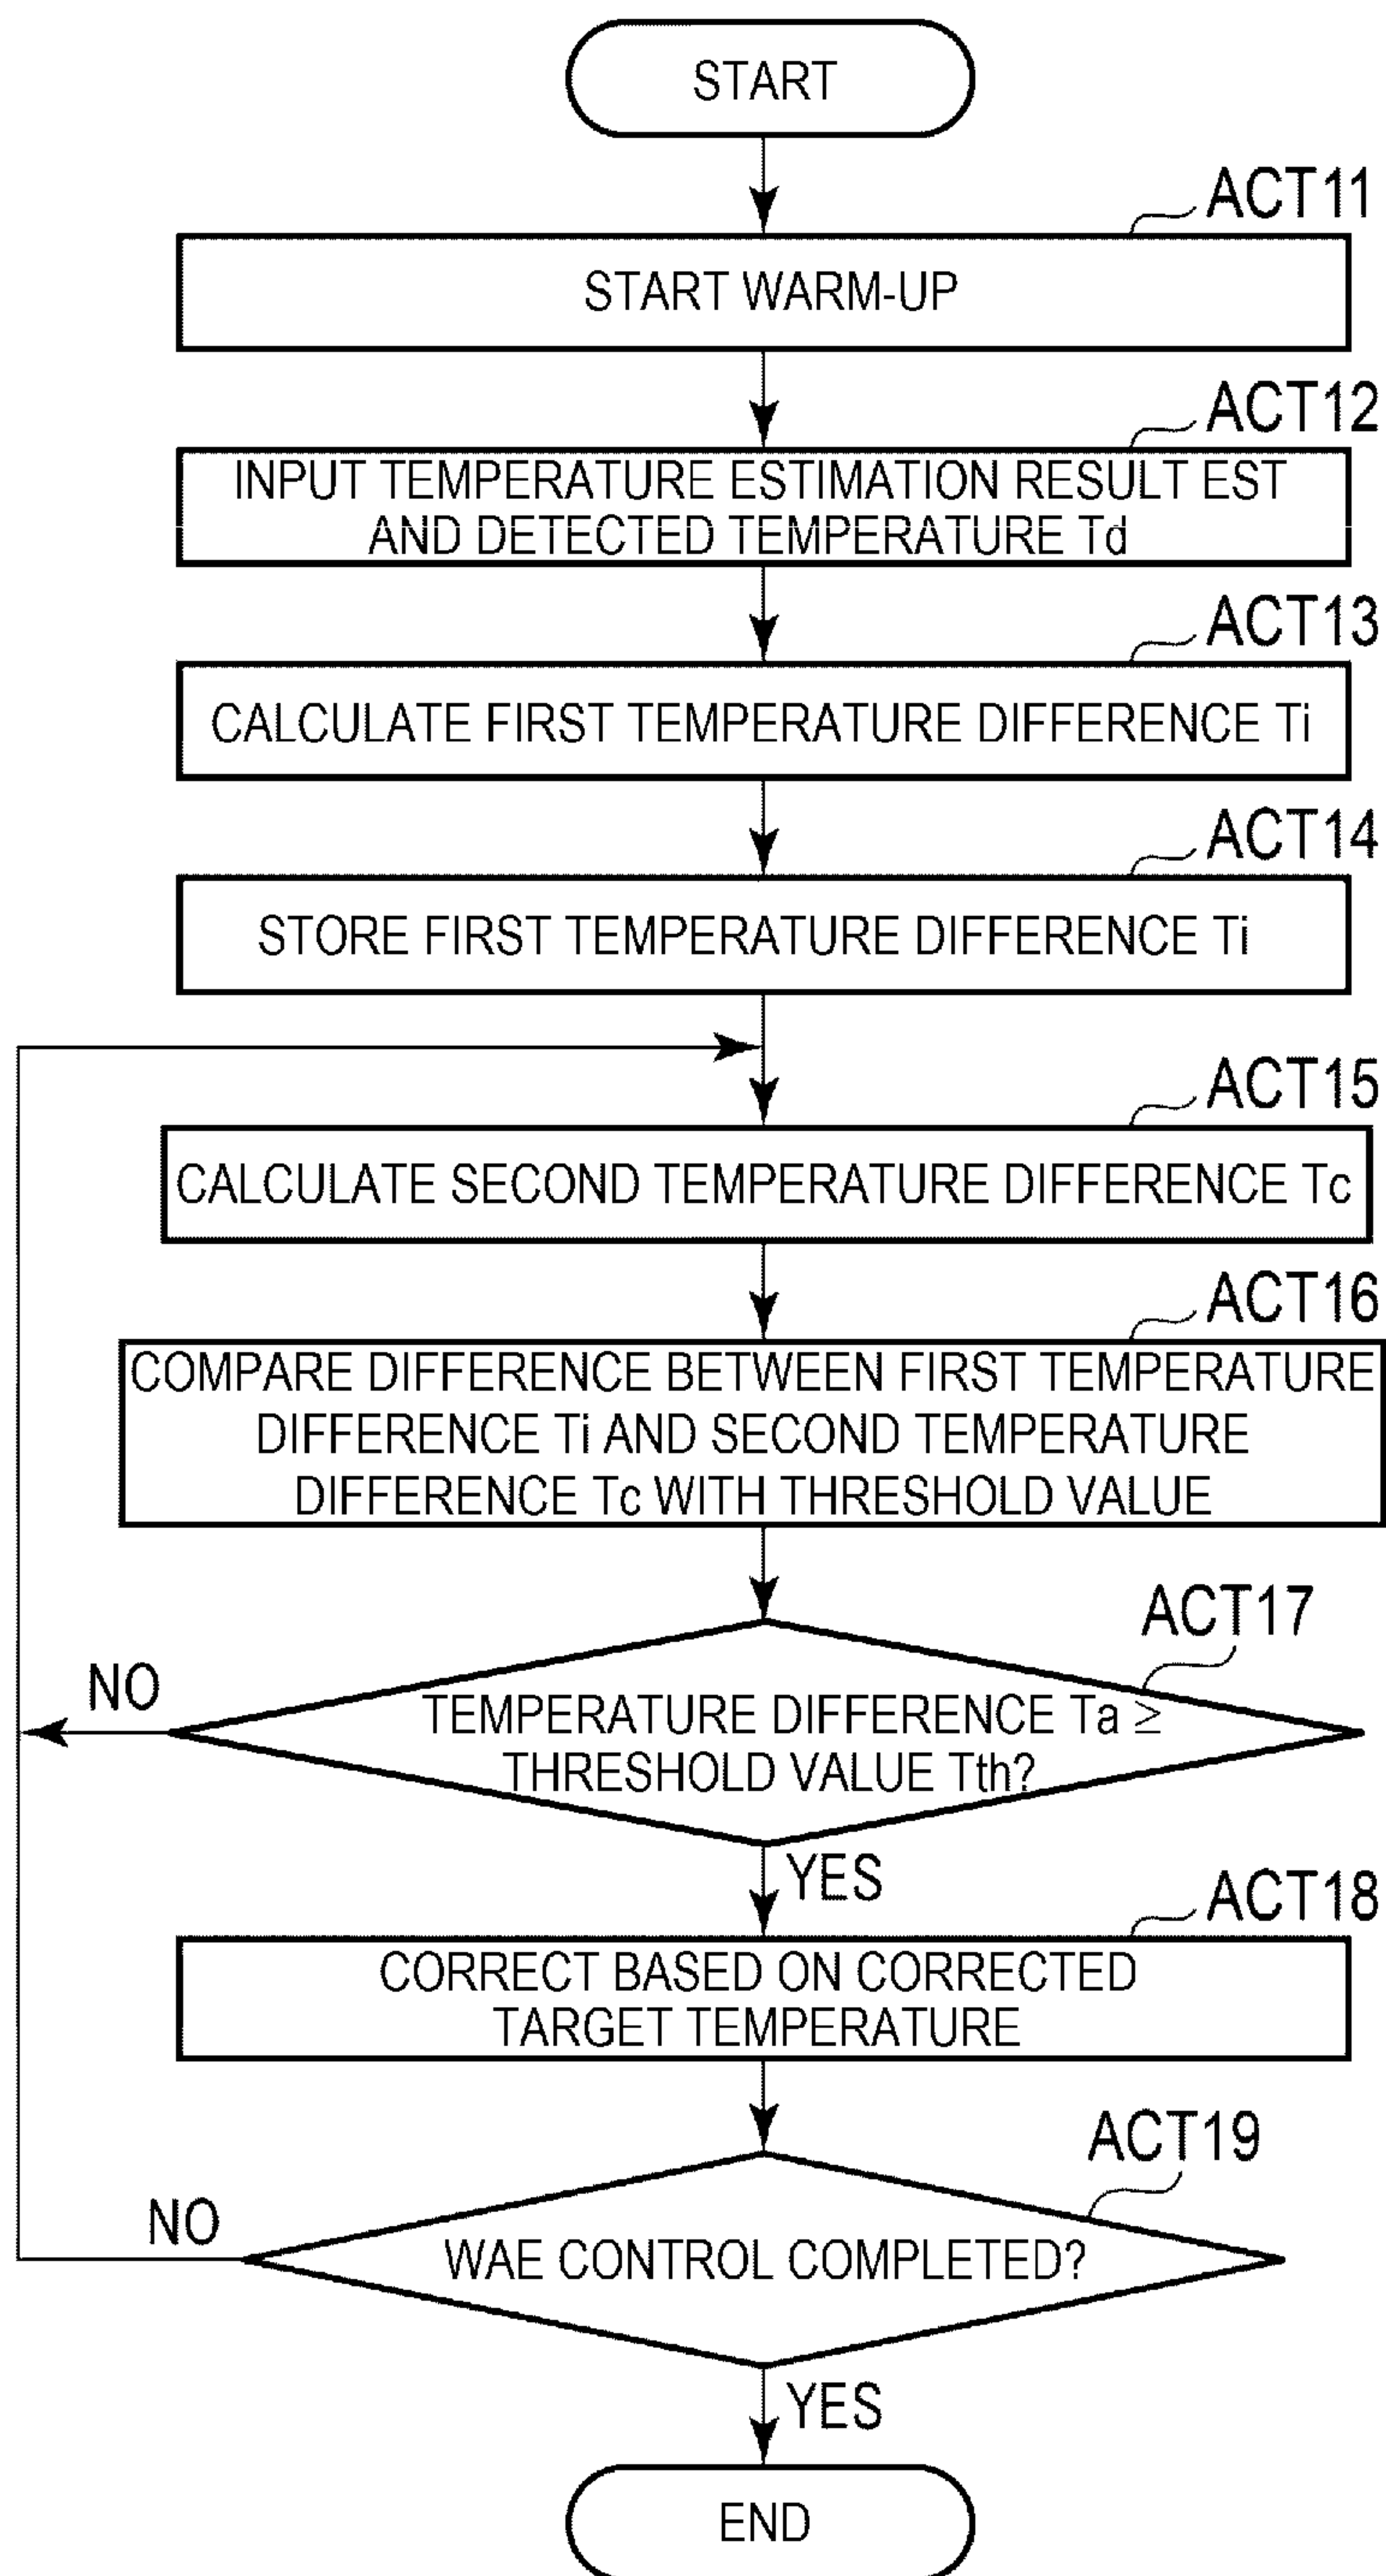 START
ACT11
START WARM-UP
ACT12
INPUT TEMPERATURE ESTIMATION RESULT EST
AND DETECTED TEMPERATURE Td
ACT13
CALCULATE FIRST TEMPERATURE DIFFERENCE Ti
ACT14
STORE FIRST TEMPERATURE DIFFERENCE Ti
ACT15
CALCULATE SECOND TEMPERATURE DIFFERENCE Tc
ACT16
COMPARE DIFFERENCE BETWEEN FIRST TEMPERATURE
DIFFERENCE Ti AND SECOND TEMPERATURE
DIFFERENCE Tc WITH THRESHOLD VALUE
ACT17
NO
TEMPERATURE DIFFERENCE Ta ≥
THRESHOLD VALUE Tth?
YES
ACT18
CORRECT BASED ON CORRECTED
TARGET TEMPERATURE
ACT19
NO
WAE CONTROL COMPLETED?
YES
END